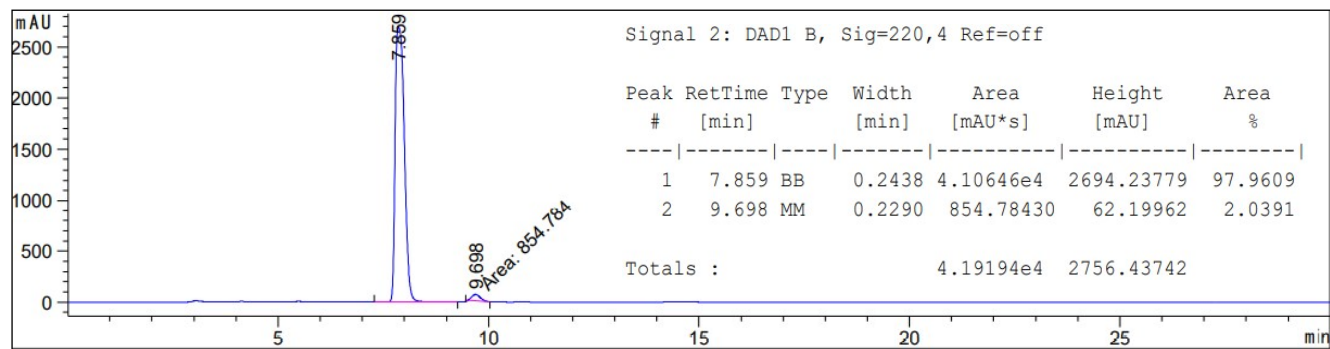 mAU
Signal 2: DAD1 B, Sig=220,4 Ref=off
Peak RetTime Type Width Area Height Area
# [min] [min] [mAU*s] [mAU] %
----|-------|----|-------|----------|----------|--------|
1 7.859 BB 0.2438 4.10646e4 2694.23779 97.9609
2 9.698 MM 0.2290 854.78430 62.19962 2.0391
Totals : 4.19194e4 2756.43742
7.859
9.698
Area: 854.784
2500
2000
1500
1000
500
0
5 10 15 20 25 min